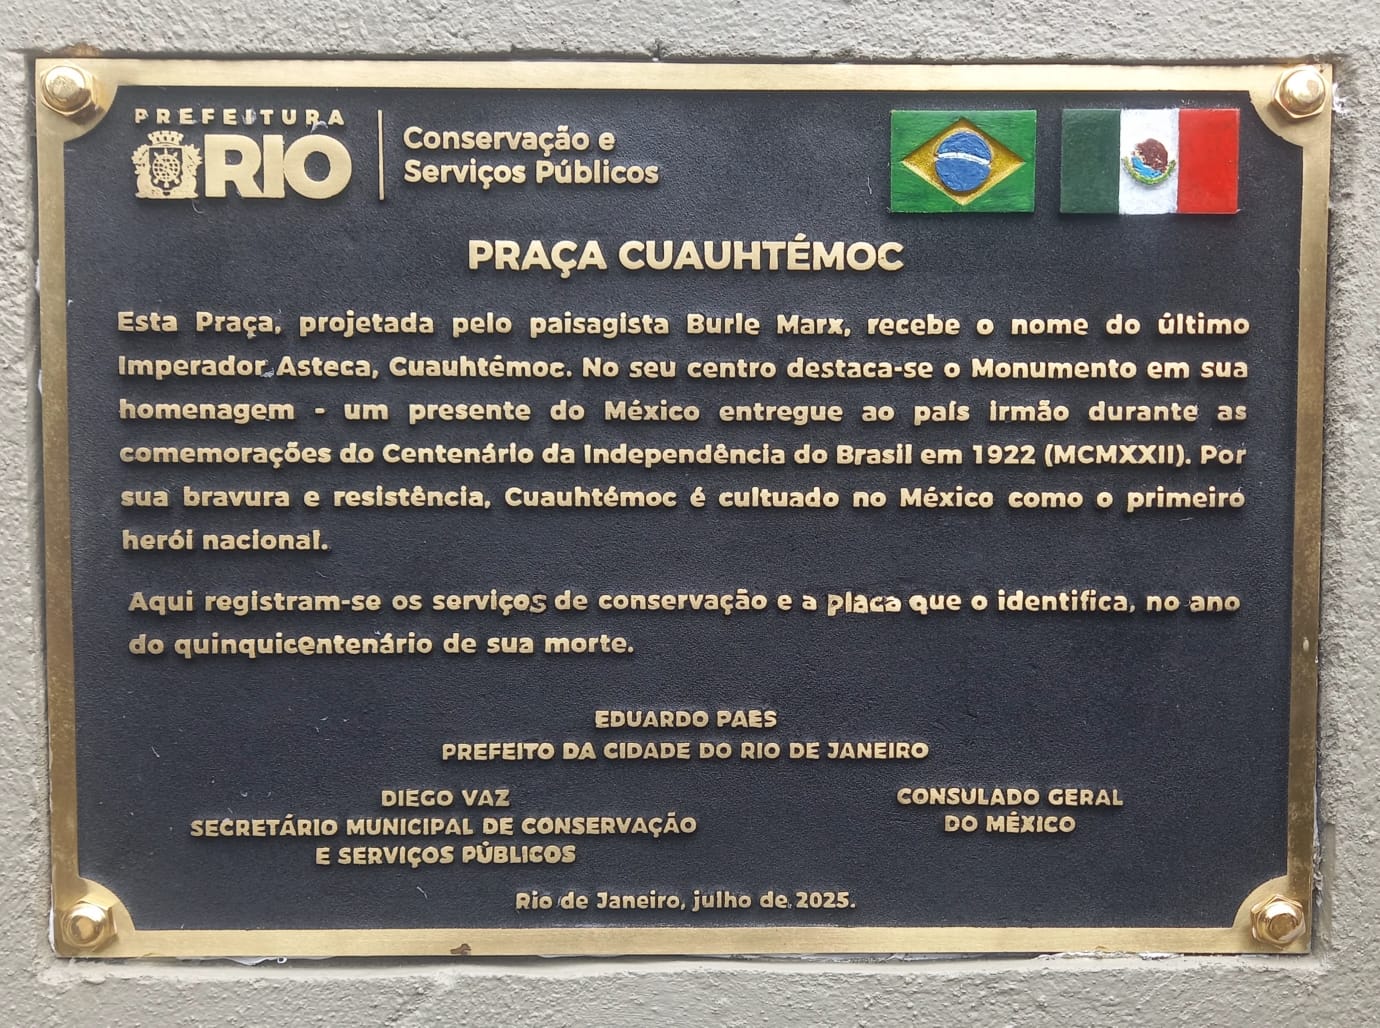 PREFEITURA
RIO
Conservação e
Serviços Públicos
PRAÇA CUAUHTÉMOC
Esta Praça, projetada pelo paisagista Burle Marx, recebe o nome do último
Imperador Asteca, Cuauhtémoc. No seu centro destaca-se o Monumento em sua
homenagem - um presente do México entregue ao país irmão durante as
comemorações do Centenário da Independência do Brasil em 1922 (MCMXXII). Por
sua bravura e resistência, Cuauhtémoc é cultuado no México como o primeiro
herói nacional.
Aqui registram-se os serviços de conservação e a placa que o identifica, no ano
do quinquicentenário de sua morte.
EDUARDO PAES
PREFEITO DA CIDADE DO RIO DE JANEIRO
DIEGO VAZ
SECRETÁRIO MUNICIPAL DE CONSERVAÇÃO
E SERVIÇOS PÚBLICOS
CONSULADO GERAL
DO MÉXICO
Rio de Janeiro, julho de 2025.